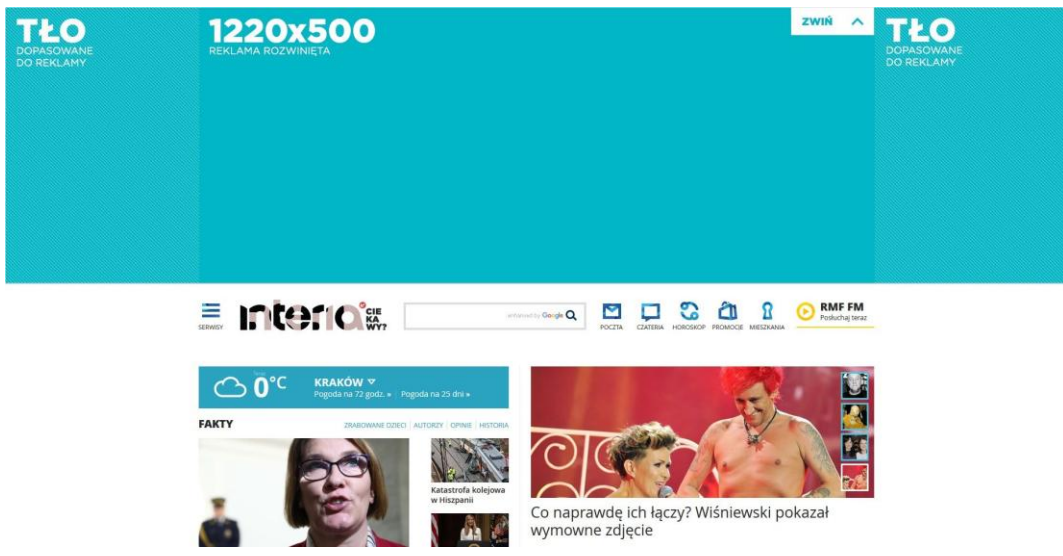 TŁO
DOPASOWANE
DO REKLAMY
1220x500
REKLAMA ROZWINIĘTA
ZWIŃ
TŁO
DOPASOWANE
DO REKLAMY
SERWISY
interia
CIE
KA
WY?
enhanced by Google
POCZTA
CZATERIA
HOROSKOP
PROMOCJE
MIESZKANIA
RMF FM
Posłuchaj teraz
0°C
KRAKÓW
Pogoda na 72 godz. » | Pogoda na 25 dni »
FAKTY
ZRABOWANE DZIECI | AUTORZY | OPINIE | HISTORIA
Katastrofa kolejowa
w Hiszpanii
Co naprawdę ich łączy? Wiśniewski pokazał
wymowne zdjęcie